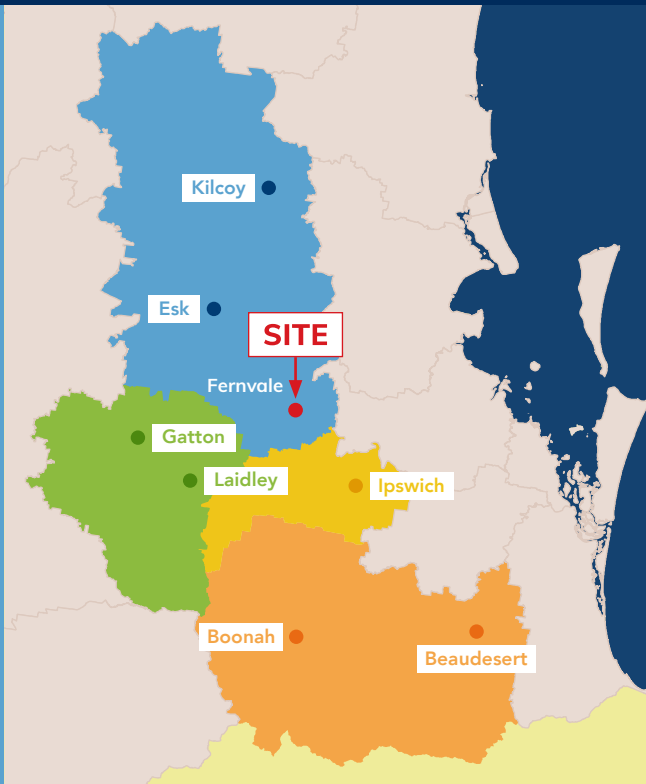 Kilcoy
Esk
SITE
Fernvale
Gatton
Laidley
Ipswich
Boonah
Beaudesert